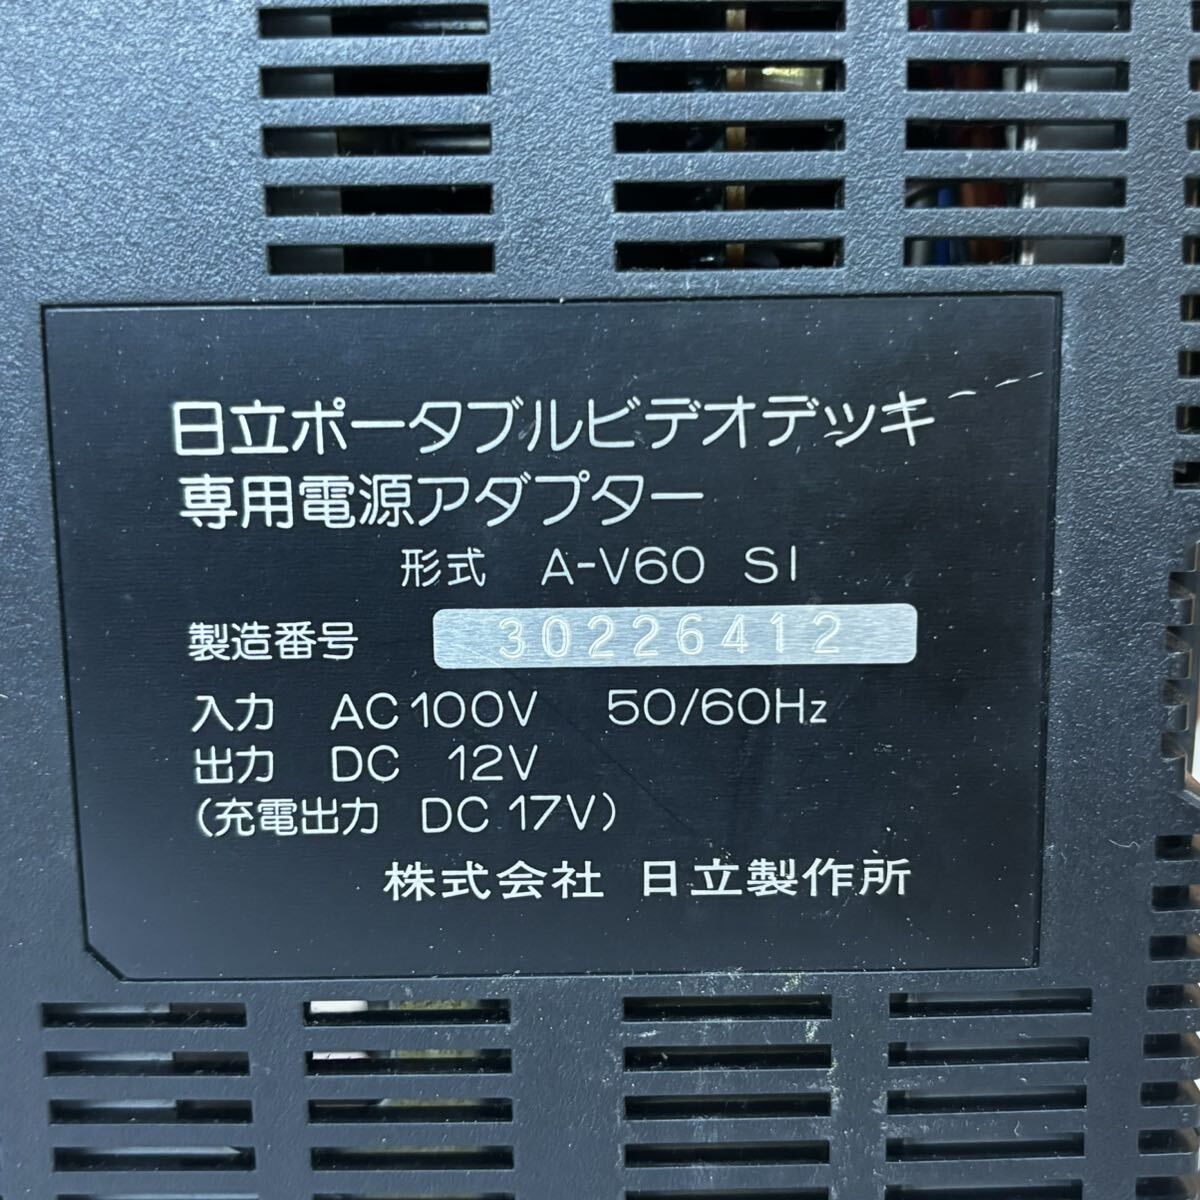 日立ポータブルビデオデッキ
専用電源アダプター
形式 A-V60 SI
製造番号 30226412
入力 AC100V 50/60Hz
出力 DC 12V
(充電出力 DC17V)
株式会社 日立製作所